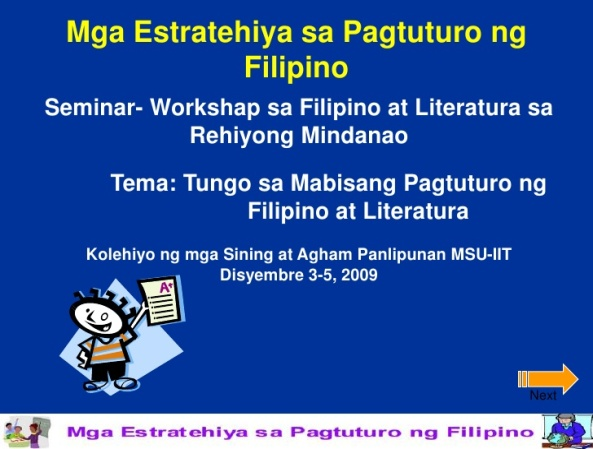 Mga Estratehiya sa Pagtuturo ng
Filipino
Seminar- Workshap sa Filipino at Literatura sa
Rehiyong Mindanao
Tema: Tungo sa Mabisang Pagtuturo ng
Filipino at Literatura
Kolehiyo ng mga Sining at Agham Panlipunan MSU-IIT
Disyembre 3-5, 2009
A+
Next
Mga Estratehiya sa Pagtuturo ng Filipino